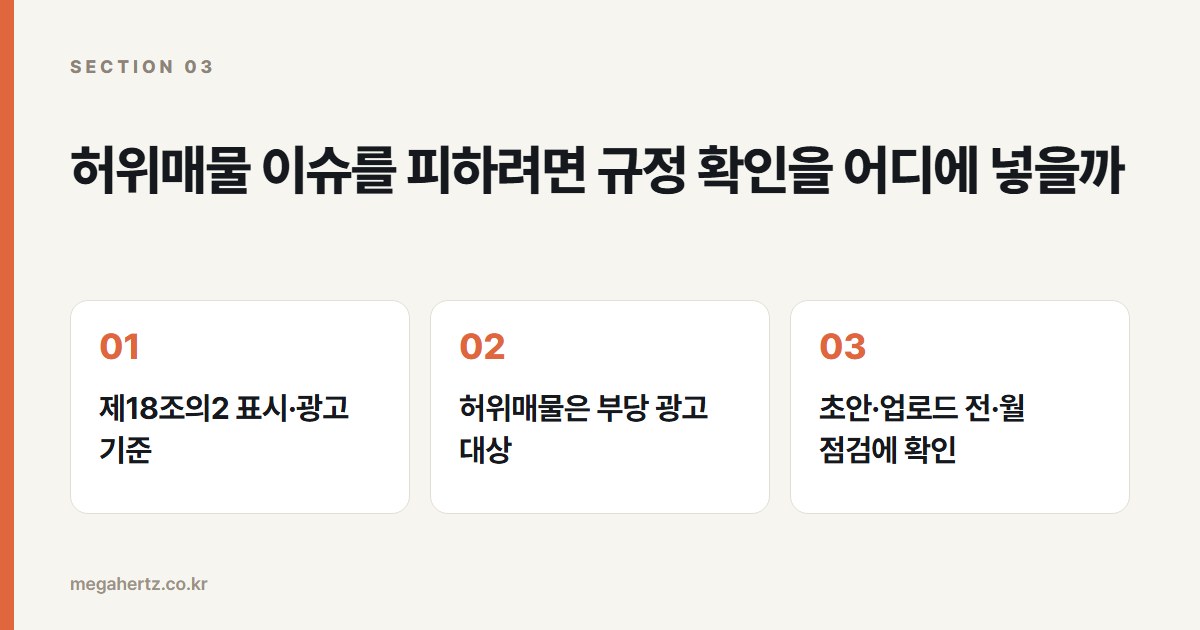 SECTION 03
허위매물 이슈를 피하려면 규정 확인을 어디에 넣을까
01
제18조의2 표시·광고
기준
02
허위매물은 부당 광고
대상
03
초안·업로드 전·월
점검에 확인
megahertz.co.kr